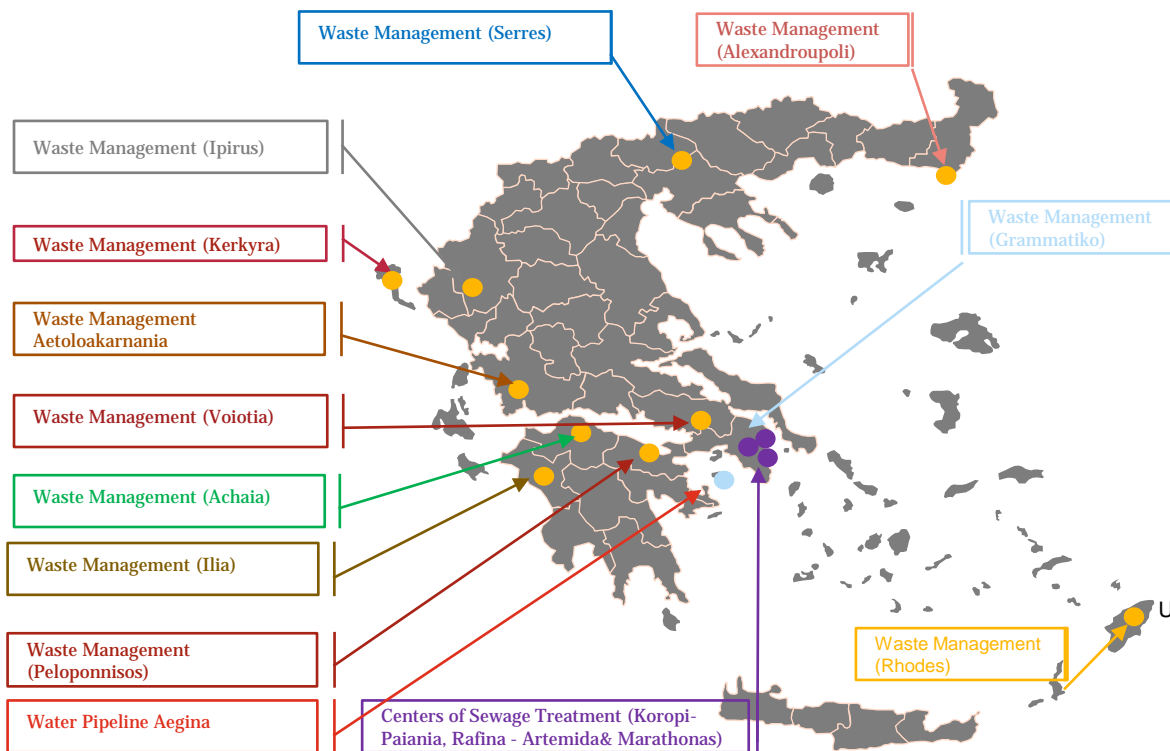 Waste Management (Serres)
Waste Management
(Alexandroupoli)
Waste Management (Ipirus)
Waste Management (Kerkyra)
Waste Management
(Grammatiko)
Waste Management
Aetoloakarnania
Waste Management (Voiotia)
Waste Management (Achaia)
Waste Management (Ilia)
U
Waste Management
(Peloponnisos)
Waste Management
(Rhodes)
Water Pipeline Aegina
Centers of Sewage Treatment (Koropi-
Paiania, Rafina - Artemida& Marathonas)